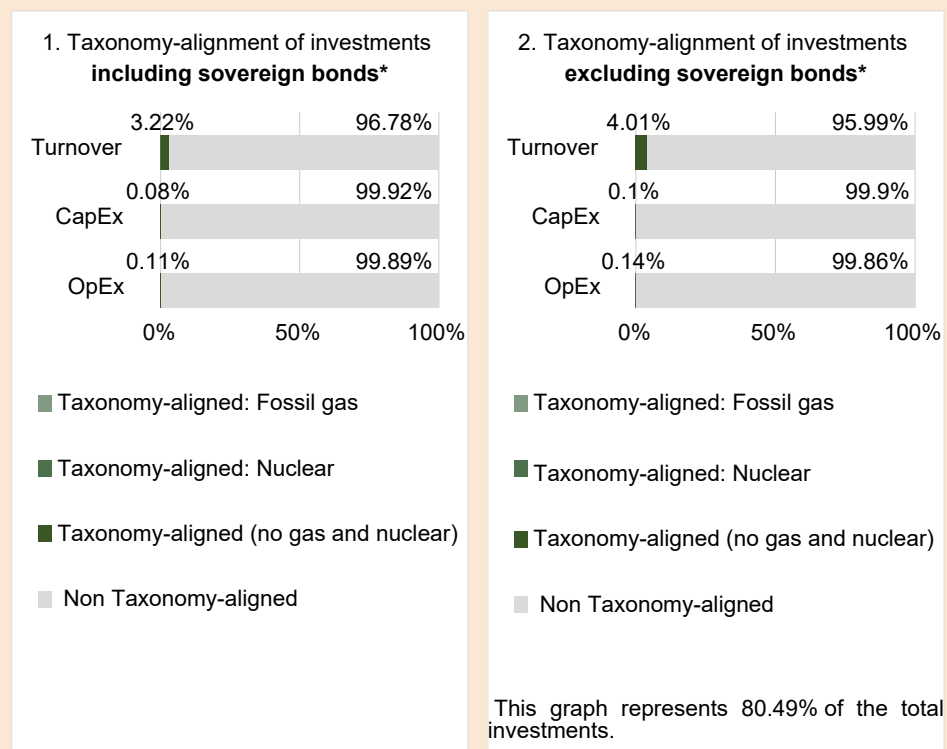 1. Taxonomy-alignment of investments
including sovereign bonds*
3.22% 96.78%
Turnover
0.08% 99.92%
CapEx
0.11% 99.89%
OpEx
0% 50% 100%
Taxonomy-aligned: Fossil gas
Taxonomy-aligned: Nuclear
Taxonomy-aligned (no gas and nuclear)
Non Taxonomy-aligned
2. Taxonomy-alignment of investments
excluding sovereign bonds*
4.01% 95.99%
Turnover
0.1% 99.9%
CapEx
0.14% 99.86%
OpEx
0% 50% 100%
Taxonomy-aligned: Fossil gas
Taxonomy-aligned: Nuclear
Taxonomy-aligned (no gas and nuclear)
Non Taxonomy-aligned
This graph represents 80.49% of the total
investments.